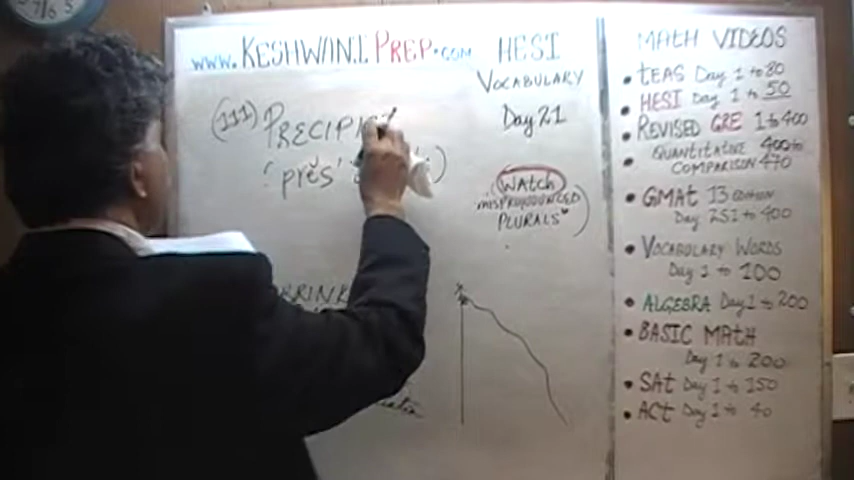 www.KESHWANIPREP.com
HESI
VOCABULARY
Day 21
(111) PRECIPI
('prĕs'
(WATCH
MISPRONOUNCED
PLURALS)
MATH VIDEOS
• TEAS Day 1 to 80
• HESI Day 1 to 50
• REVISED GRE 1 to 400
• QUANTITATIVE 400 to
COMPARISON 470
• GMAT 13 EDITION
Day 251 to 400
• VOCABULARY WORDS
Day 1 to 100
• ALGEBRA Day 1 to 200
• BASIC MATH
Day 1 to 200
• SAT Day 1 to 150
• ACT Day 1 to 40